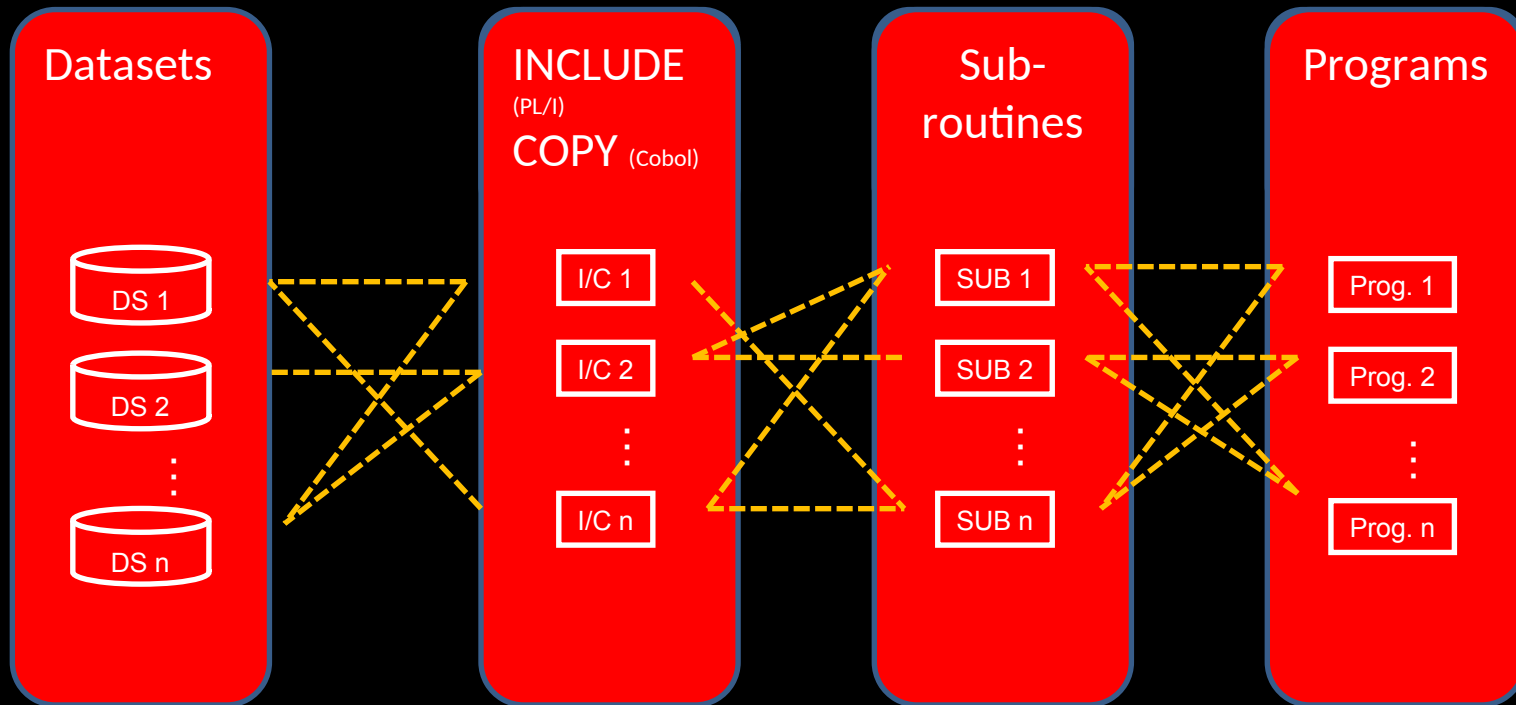 Datasets
DS 1
DS 2
⋮
DS n
INCLUDE
(PL/I)
COPY (Cobol)
I/C 1
I/C 2
⋮
I/C n
Sub-
routines
SUB 1
SUB 2
⋮
SUB n
Programs
Prog. 1
Prog. 2
⋮
Prog. n